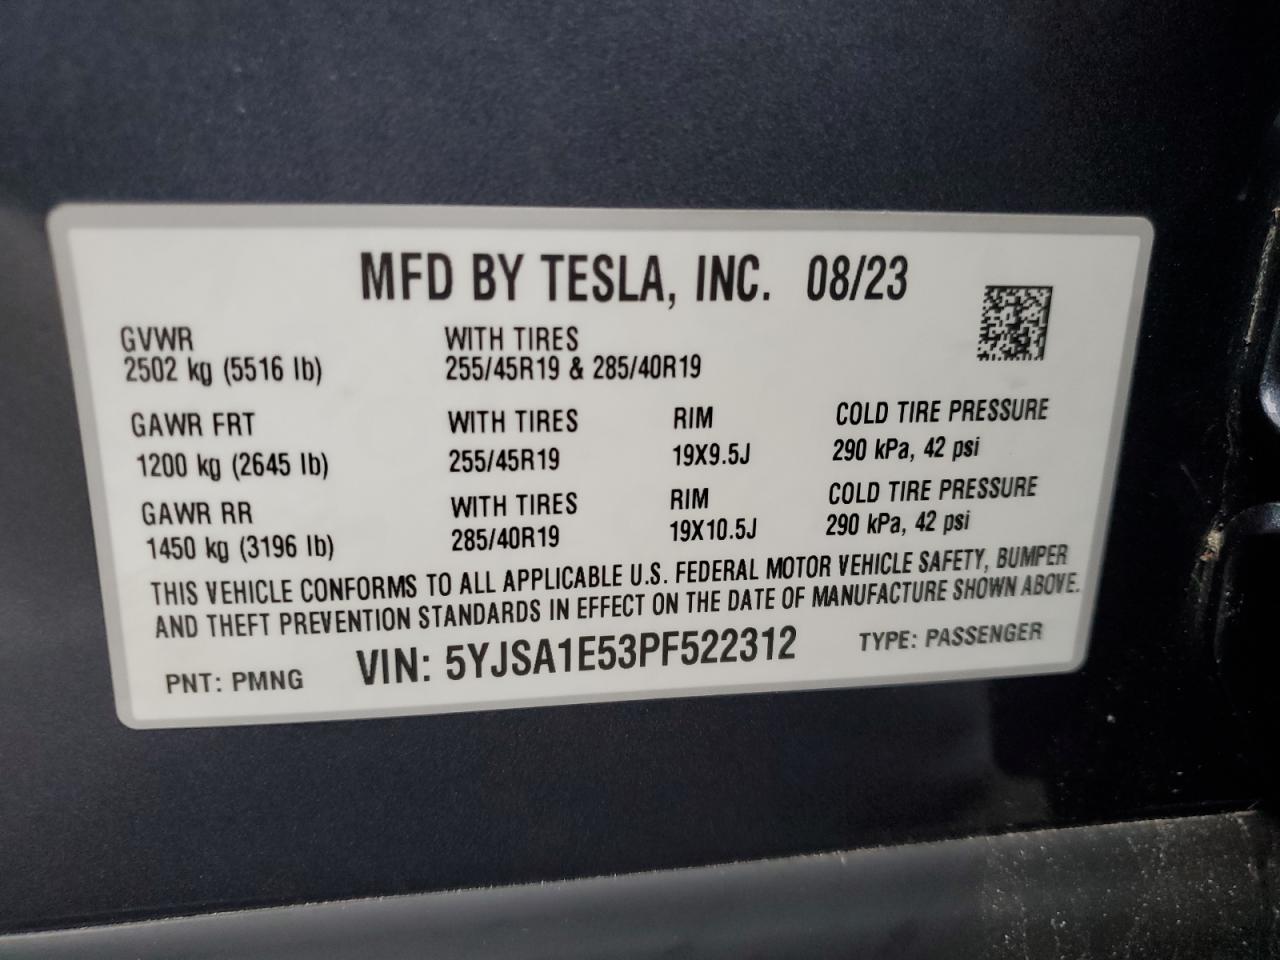 MFD BY TESLA, INC. 08/23
GVWR WITH TIRES
2502 kg (5516 lb) 255/45R19 & 285/40R19
GAWR FRT WITH TIRES RIM COLD TIRE PRESSURE
1200 kg (2645 lb) 255/45R19 19X9.5J 290 kPa, 42 psi
GAWR RR WITH TIRES RIM COLD TIRE PRESSURE
1450 kg (3196 lb) 285/40R19 19X10.5J 290 kPa, 42 psi
THIS VEHICLE CONFORMS TO ALL APPLICABLE U.S. FEDERAL MOTOR VEHICLE SAFETY, BUMPER
AND THEFT PREVENTION STANDARDS IN EFFECT ON THE DATE OF MANUFACTURE SHOWN ABOVE.
PNT: PMNG VIN: 5YJSA1E53PF522312 TYPE: PASSENGER